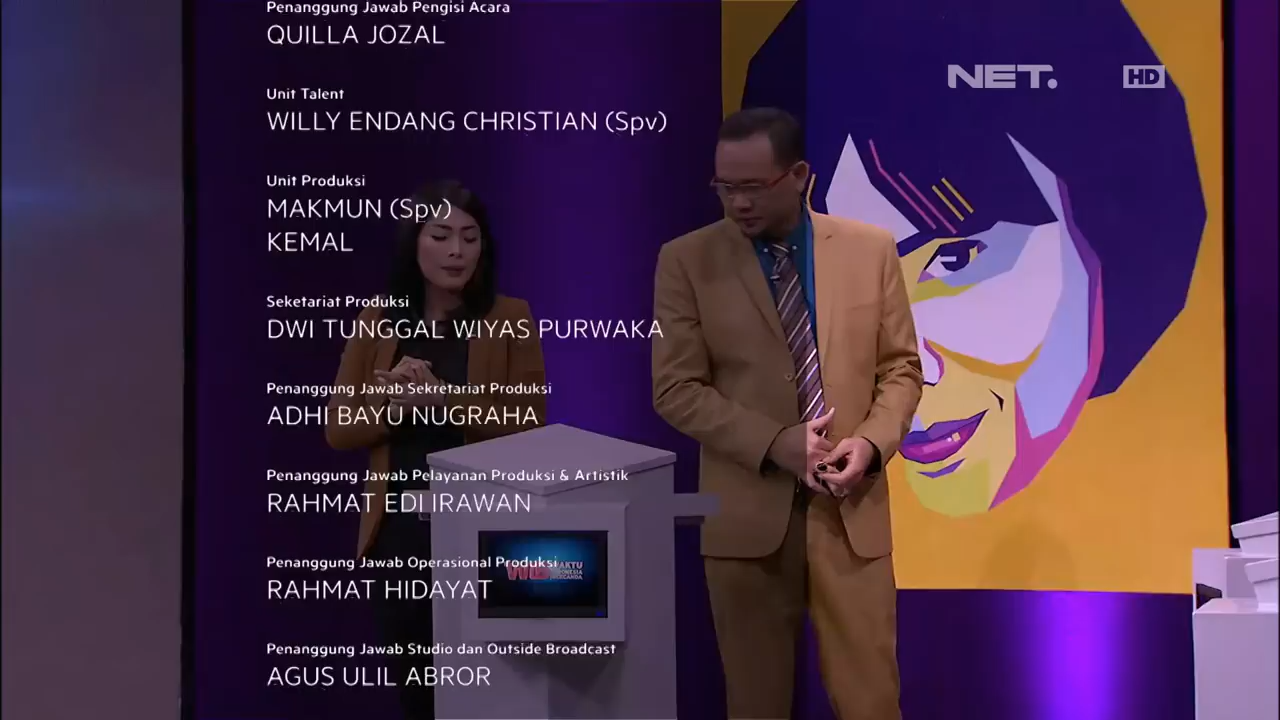 Penanggung Jawab Pengisi Acara
QUILLA JOZAL
NET.
HD
Unit Talent
WILLY ENDANG CHRISTIAN (Spv)
Unit Produksi
MAKMUN (Spv)
KEMAL
Seketariat Produksi
DWI TUNGGAL WIYAS PURWAKA
Penanggung Jawab Sekretariat Produksi
ADHI BAYU NUGRAHA
Penanggung Jawab Pelayanan Produksi & Artistik
RAHMAT EDI IRAWAN
Penanggung Jawab Operasional Produksi
RAHMAT HIDAYAT
Penanggung Jawab Studio dan Outside Broadcast
AGUS ULIL ABROR